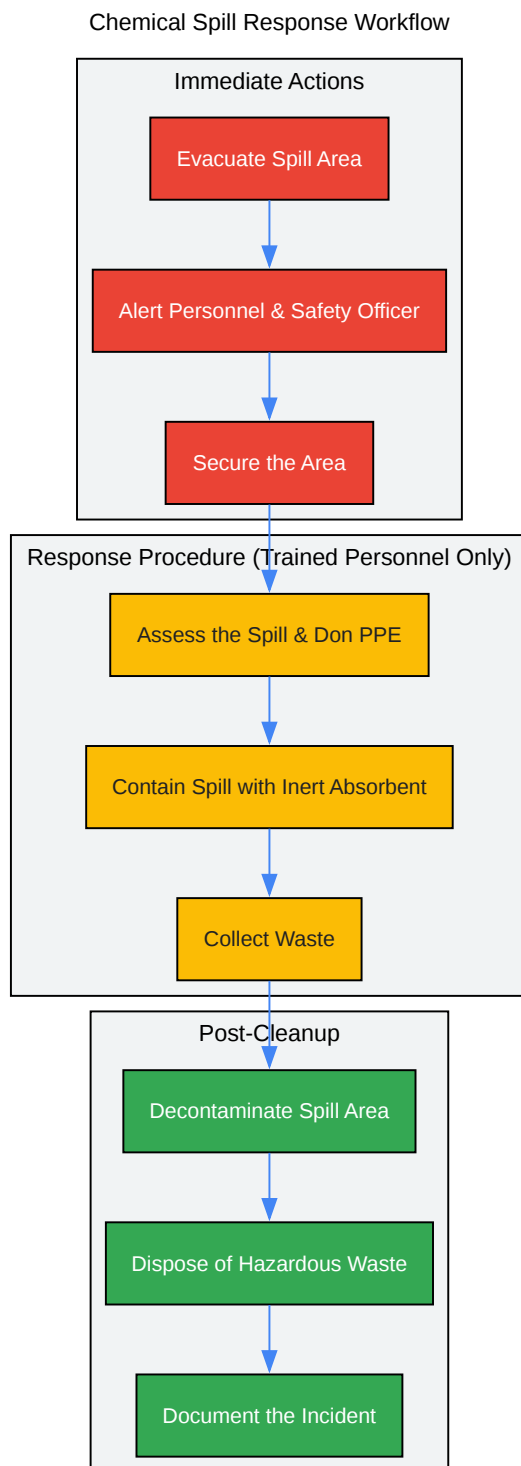 Chemical Spill Response Workflow
Immediate Actions
Evacuate Spill Area
Alert Personnel & Safety Officer
Secure the Area
Response Procedure (Trained Personnel Only)
Assess the Spill & Don PPE
Contain Spill with Inert Absorbent
Collect Waste
Post-Cleanup
Decontaminate Spill Area
Dispose of Hazardous Waste
Document the Incident